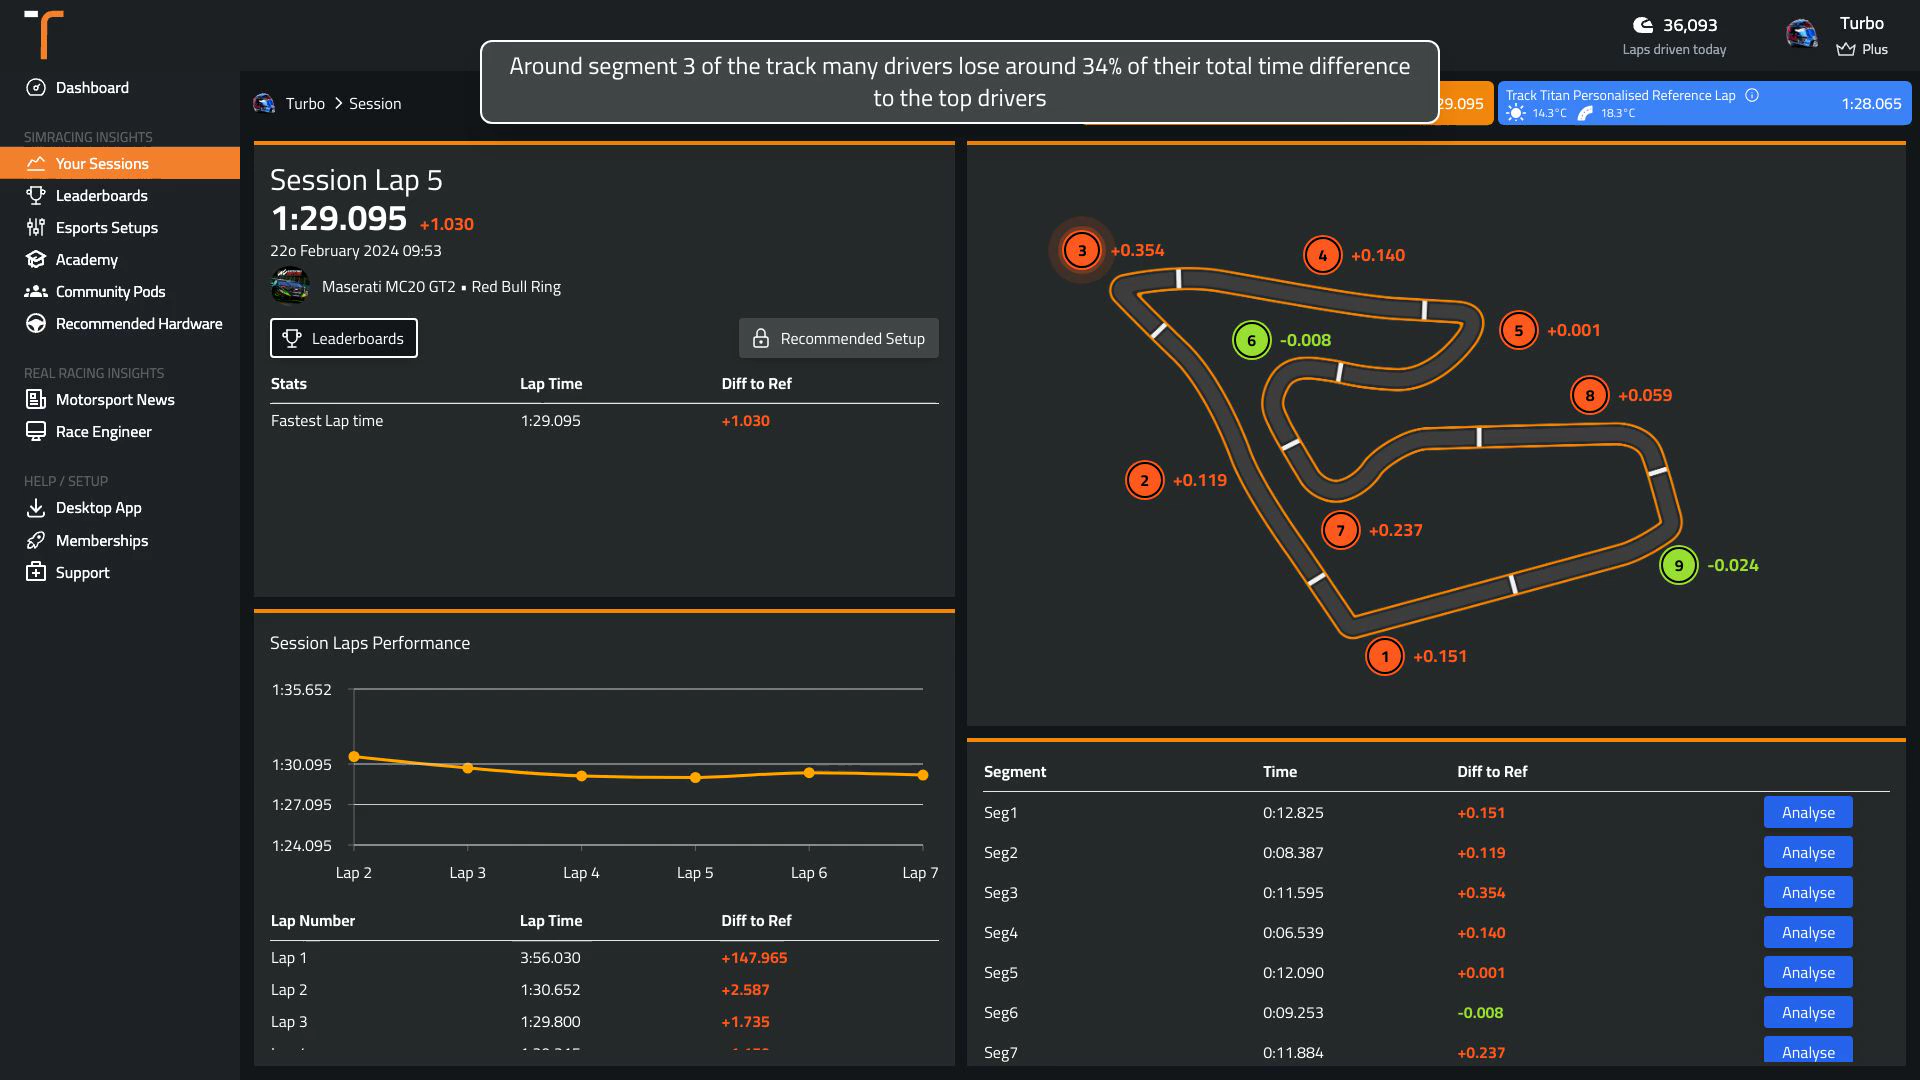 36,093
Laps driven today
Turbo
Plus
Around segment 3 of the track many drivers lose around 34% of their total time difference
to the top drivers
Dashboard
SIMRACING INSIGHTS
Your Sessions
Leaderboards
Esports Setups
Academy
Community Pods
Recommended Hardware
REAL RACING INSIGHTS
Motorsport News
Race Engineer
HELP / SETUP
Desktop App
Memberships
Support
Turbo > Session
29.095
Track Titan Personalised Reference Lap
14.3°C 18.3°C
1:28.065
Session Lap 5
1:29.095 +1.030
22o February 2024 09:53
Maserati MC20 GT2 • Red Bull Ring
Leaderboards
Recommended Setup
Stats Lap Time Diff to Ref
Fastest Lap time 1:29.095 +1.030
3 +0.354
4 +0.140
5 +0.001
6 -0.008
8 +0.059
2 +0.119
7 +0.237
9 -0.024
1 +0.151
Session Laps Performance
1:35.652
1:30.095
1:27.095
1:24.095
Lap 2 Lap 3 Lap 4 Lap 5 Lap 6 Lap 7
Lap Number Lap Time Diff to Ref
Lap 1 3:56.030 +147.965
Lap 2 1:30.652 +2.587
Lap 3 1:29.800 +1.735
Segment Time Diff to Ref
Seg1 0:12.825 +0.151 Analyse
Seg2 0:08.387 +0.119 Analyse
Seg3 0:11.595 +0.354 Analyse
Seg4 0:06.539 +0.140 Analyse
Seg5 0:12.090 +0.001 Analyse
Seg6 0:09.253 -0.008 Analyse
Seg7 0:11.884 +0.237 Analyse